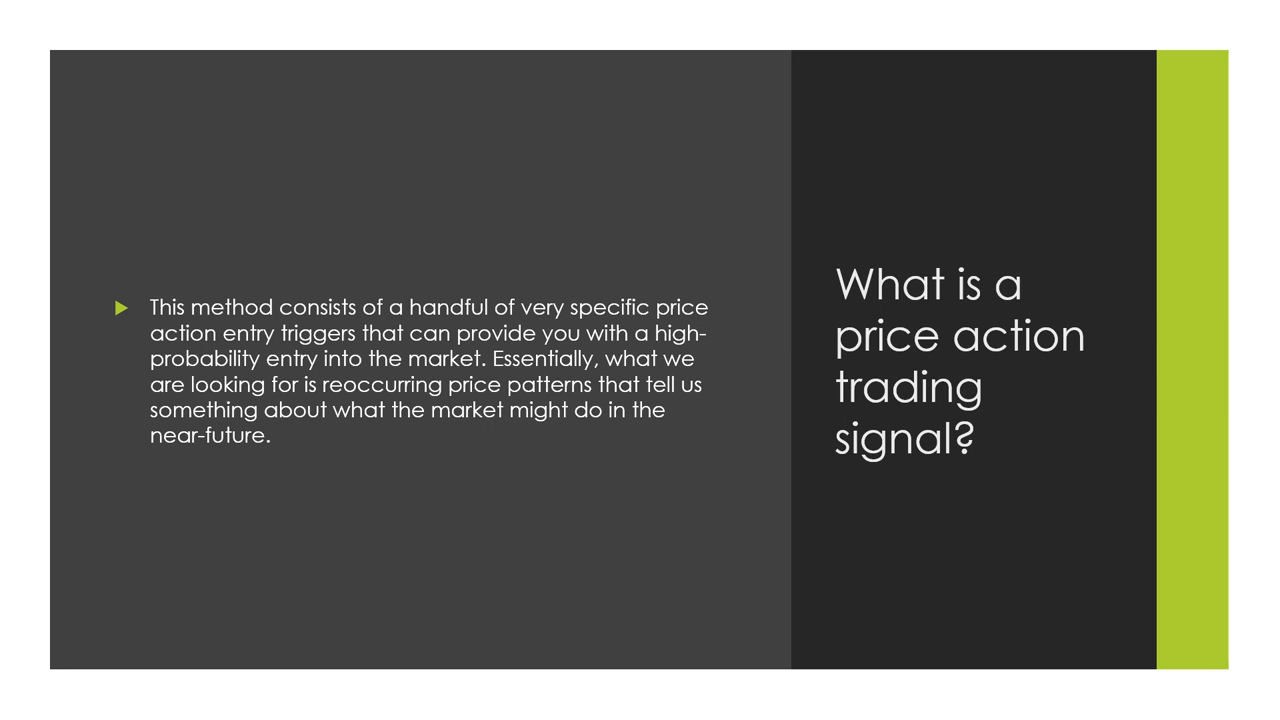 This method consists of a handful of very specific price
action entry triggers that can provide you with a high-
probability entry into the market. Essentially, what we
are looking for is reoccurring price patterns that tell us
something about what the market might do in the
near-future.
What is a
price action
trading
signal?